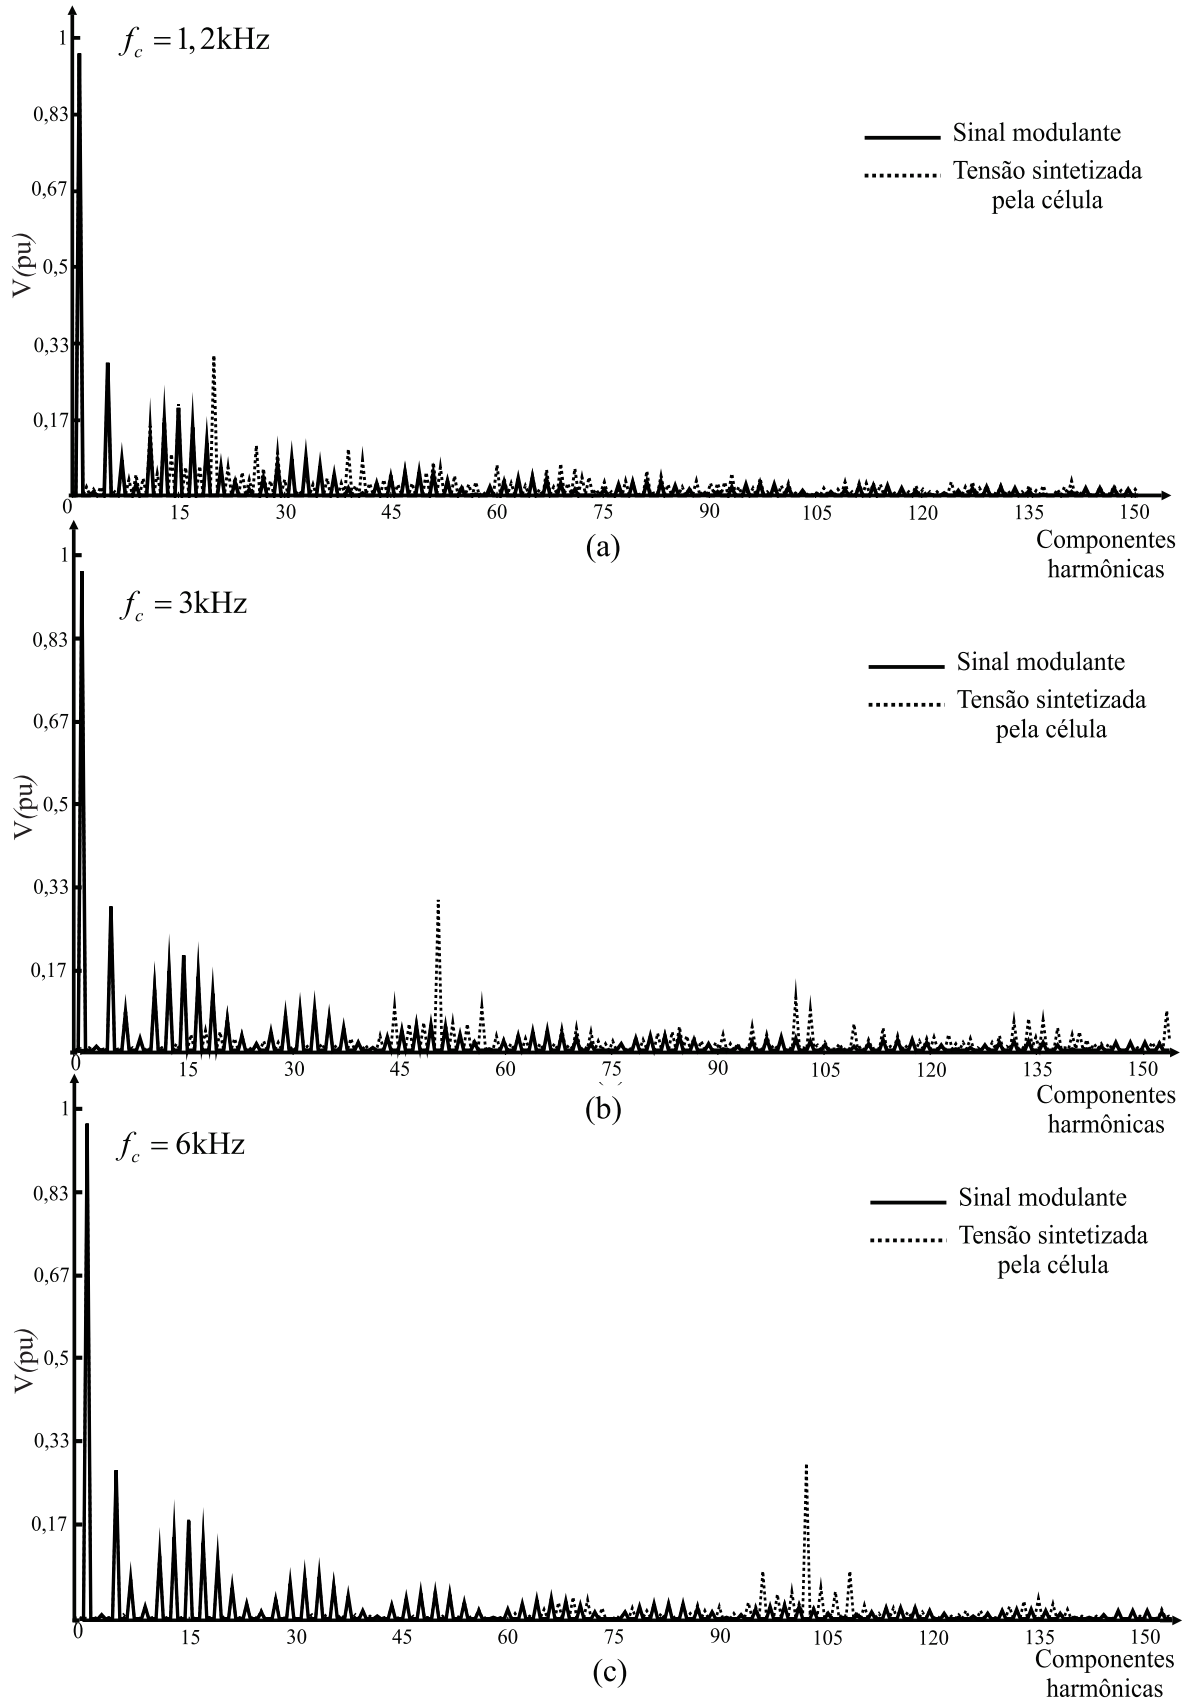 1
f_c = 1,2kHz
0,83
Sinal modulante
Tensão sintetizada
pela célula
0,67
V(pu)
0,5
0,33
0,17
0 15 30 45 60 75 90 105 120 135 150
(a)
Componentes
harmônicas
1
f_c = 3kHz
0,83
Sinal modulante
Tensão sintetizada
pela célula
0,67
V(pu)
0,5
0,33
0,17
0 15 30 45 60 75 90 105 120 135 150
(b)
Componentes
harmônicas
1
f_c = 6kHz
0,83
Sinal modulante
Tensão sintetizada
pela célula
0,67
V(pu)
0,5
0,33
0,17
0 15 30 45 60 75 90 105 120 135 150
(c)
Componentes
harmônicas